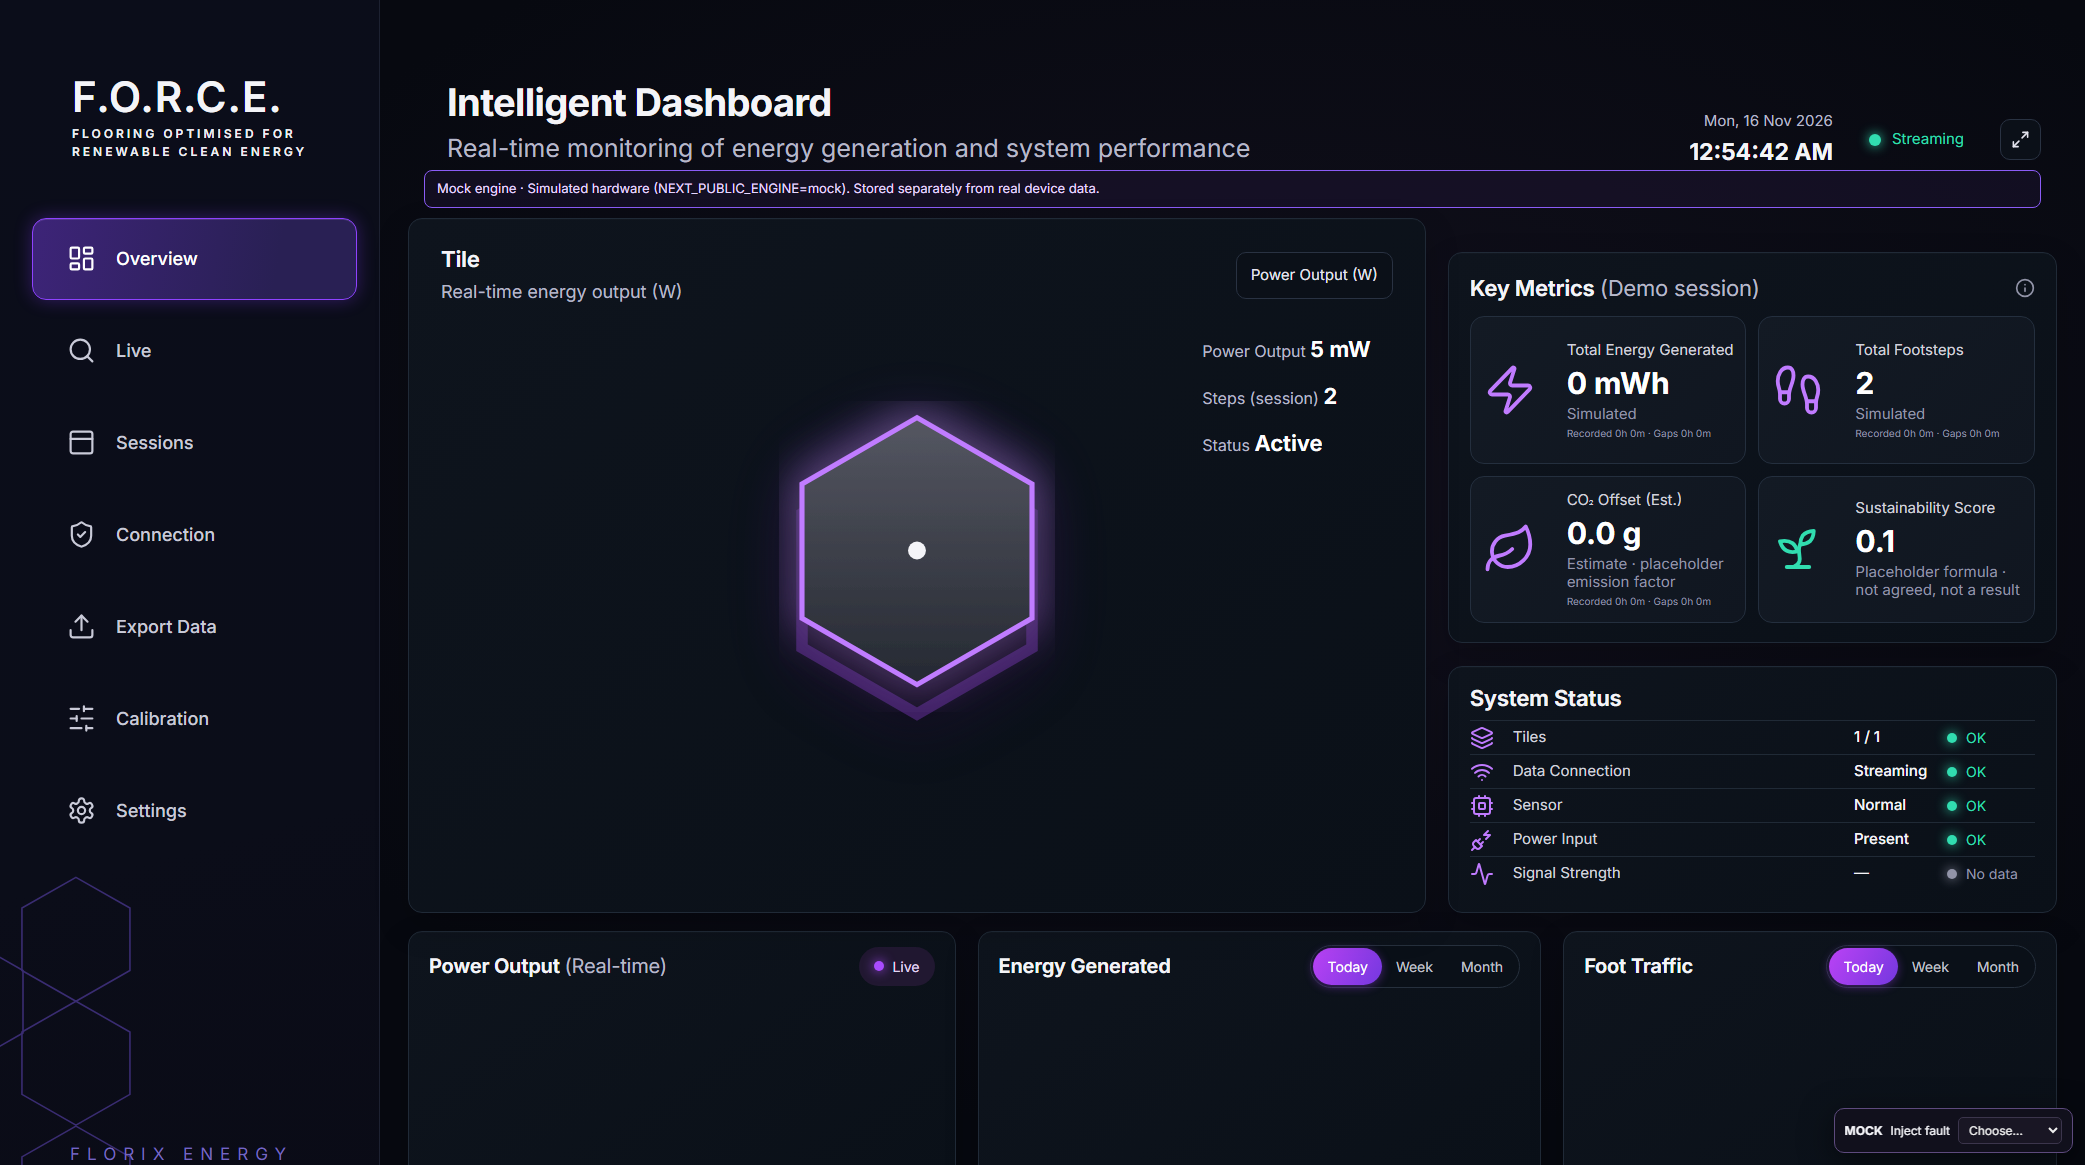 F.O.R.C.E.
FLOORING OPTIMISED FOR
RENEWABLE CLEAN ENERGY
Overview
Live
Sessions
Connection
Export Data
Calibration
Settings
FLORIX ENERGY
Intelligent Dashboard
Real-time monitoring of energy generation and system performance
Mon, 16 Nov 2026
12:54:42 AM
Streaming
Mock engine · Simulated hardware (NEXT_PUBLIC_ENGINE=mock). Stored separately from real device data.
Tile
Real-time energy output (W)
Power Output (W)
Power Output 5 mW
Steps (session) 2
Status Active
Key Metrics (Demo session)
Total Energy Generated
0 mWh
Simulated
Recorded 0h 0m · Gaps 0h 0m
Total Footsteps
2
Simulated
Recorded 0h 0m · Gaps 0h 0m
CO₂ Offset (Est.)
0.0 g
Estimate · placeholder
emission factor
Recorded 0h 0m · Gaps 0h 0m
Sustainability Score
0.1
Placeholder formula ·
not agreed, not a result
System Status
Tiles 1 / 1 OK
Data Connection Streaming OK
Sensor Normal OK
Power Input Present OK
Signal Strength — No data
Power Output (Real-time) Live
Energy Generated Today Week Month
Foot Traffic Today Week Month
MOCK Inject fault Choose...